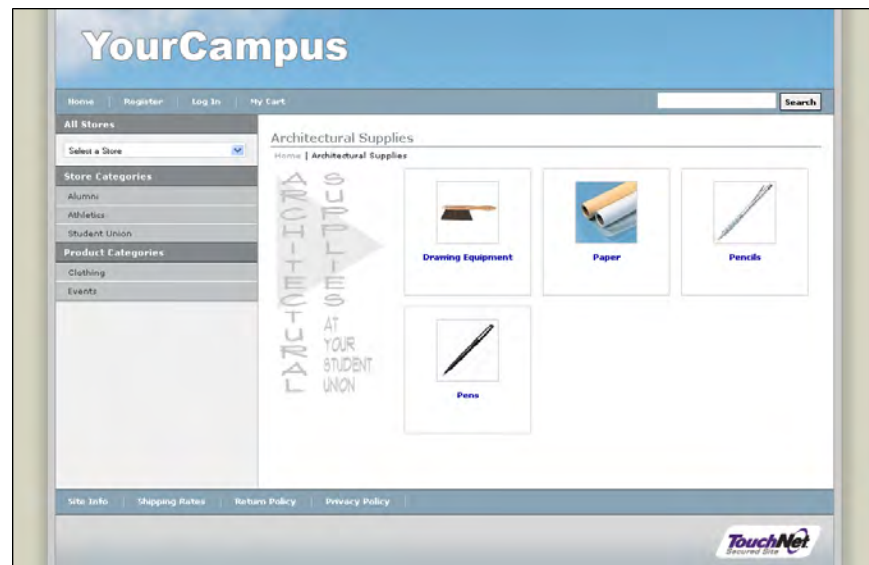 YourCampus
Home | Register | Log In | My Cart
Search
All Stores
Select a Store
Store Categories
Alumni
Athletics
Student Union
Product Categories
Clothing
Events
Architectural Supplies
Home | Architectural Supplies
ARCHITECTURAL
SUPPLIES
AT
YOUR
STUDENT
UNION
Drawing Equipment
Paper
Pencils
Pens
Site Info | Shipping Rates | Return Policy | Privacy Policy |
TouchNet
Secured Site